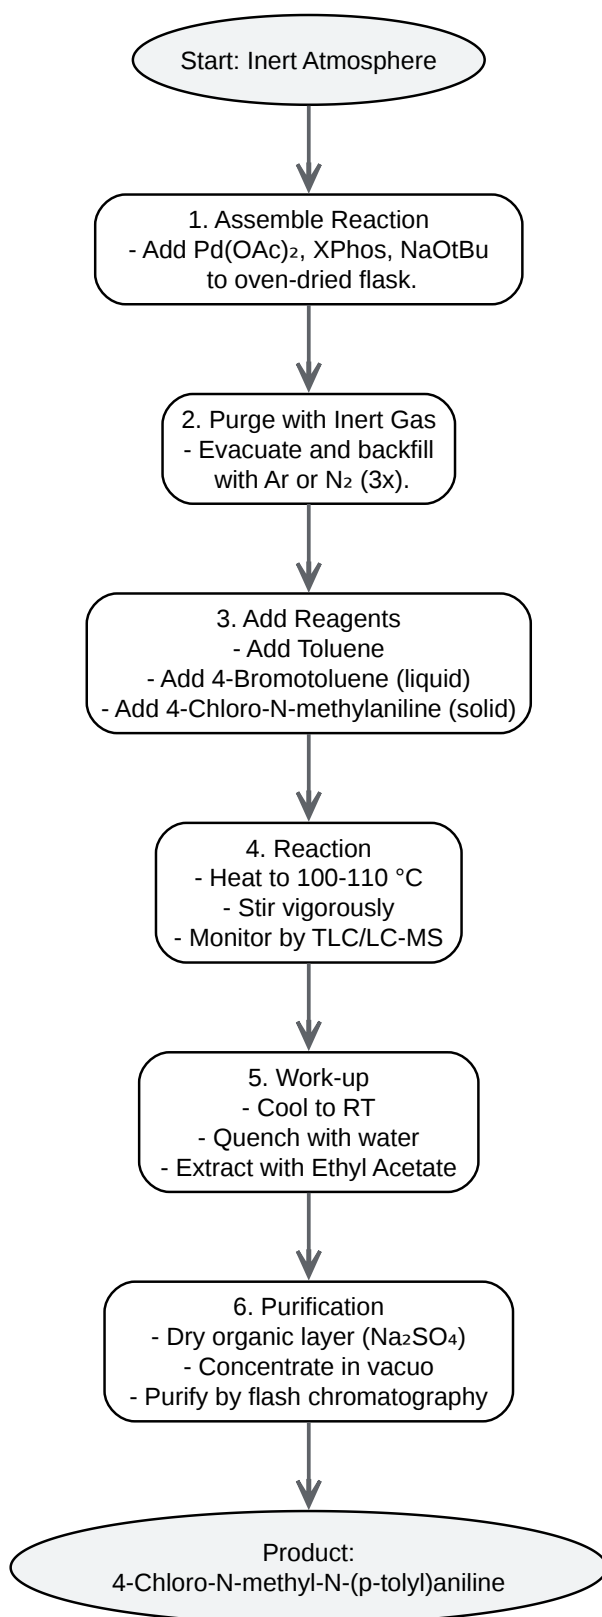 Start: Inert Atmosphere
1. Assemble Reaction
- Add Pd(OAc)₂, XPhos, NaOtBu
to oven-dried flask.
2. Purge with Inert Gas
- Evacuate and backfill
with Ar or N₂ (3x).
3. Add Reagents
- Add Toluene
- Add 4-Bromotoluene (liquid)
- Add 4-Chloro-N-methylaniline (solid)
4. Reaction
- Heat to 100-110 °C
- Stir vigorously
- Monitor by TLC/LC-MS
5. Work-up
- Cool to RT
- Quench with water
- Extract with Ethyl Acetate
6. Purification
- Dry organic layer (Na₂SO₄)
- Concentrate in vacuo
- Purify by flash chromatography
Product:
4-Chloro-N-methyl-N-(p-tolyl)aniline